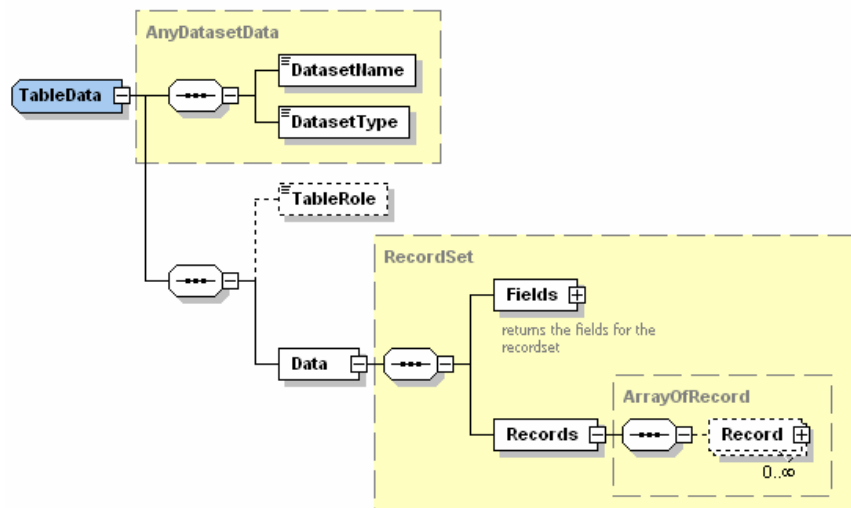 AnyDatasetData
DatasetName
TableData
DatasetType
TableRole
RecordSet
Fields
returns the fields for the
recordset
Data
ArrayOfRecord
Records
Record
0..∞